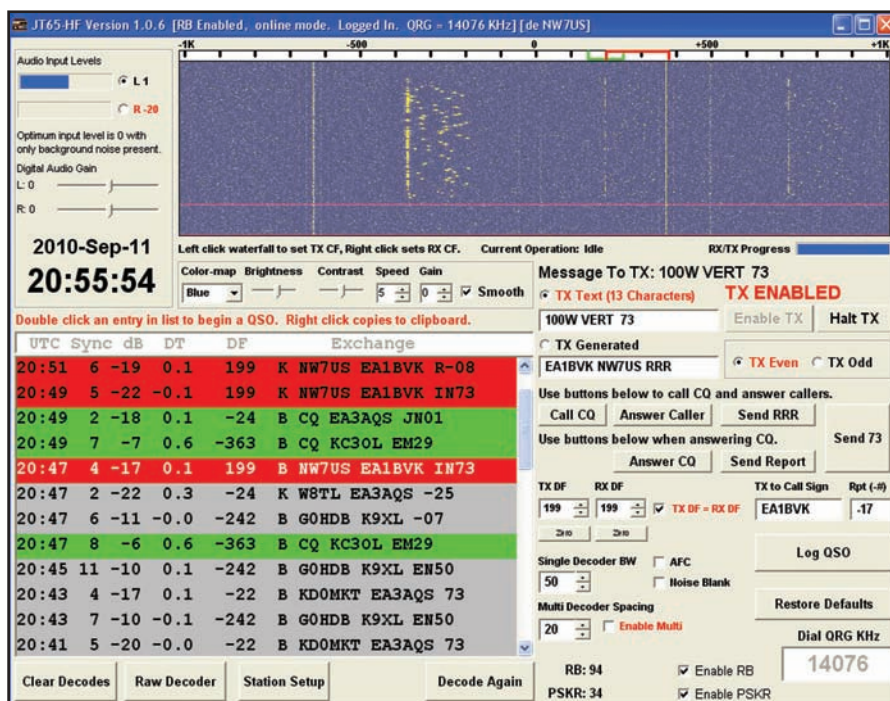 JT65-HF Version 1.0.6 [RB Enabled, online mode. Logged In. QRG = 14076 KHz] [de NW7US]
-1K -500 0 +500 +1K
Audio Input Levels
L 1
R -20
Optimum input level is 0 with
only background noise present.
Digital Audio Gain
L: 0
R: 0
2010-Sep-11
20:55:54
Left click waterfall to set TX CF, Right click sets RX CF. Current Operation: Idle RX/TX Progress
Color-map Brightness Contrast Speed Gain
Blue 5 0 Smooth
Double click an entry in list to begin a QSO. Right click copies to clipboard.
UTC Sync dB DT DF Exchange
20:51 6 -19 0.1 199 K NW7US EA1BVK R-08
20:49 5 -22 -0.1 199 K NW7US EA1BVK IN73
20:49 2 -18 0.1 -24 B CQ EA3AQS JN01
20:49 7 -7 0.6 -363 B CQ KC3OL EM29
20:47 4 -17 0.1 199 B NW7US EA1BVK IN73
20:47 2 -22 0.3 -24 K W8TL EA3AQS -25
20:47 6 -11 -0.0 -242 B G0HDB K9XL -07
20:47 8 -6 0.6 -363 B CQ KC3OL EM29
20:45 11 -10 0.1 -242 B G0HDB K9XL EN50
20:43 4 -17 0.1 -22 B KD0MKT EA3AQS 73
20:43 7 -10 -0.1 -242 B G0HDB K9XL EN50
20:41 5 -20 -0.0 -22 B KD0MKT EA3AQS 73
Clear Decodes Raw Decoder Station Setup Decode Again
Message To TX: 100W VERT 73
TX Text (13 Characters) TX ENABLED
100W VERT 73 Enable TX Halt TX
TX Generated
EA1BVK NW7US RRR TX Even TX Odd
Use buttons below to call CQ and answer callers.
Call CQ Answer Caller Send RRR
Send 73
Use buttons below when answering CQ.
Answer CQ Send Report
TX DF RX DF TX to Call Sign Rpt (-#)
199 199 TX DF = RX DF EA1BVK -17
Zero Zero
Single Decoder BW AFC Log QSO
50 Noise Blank
Multi Decoder Spacing Restore Defaults
20 Enable Multi
Dial QRG KHz
14076
RB: 94 Enable RB
PSKR: 34 Enable PSKR